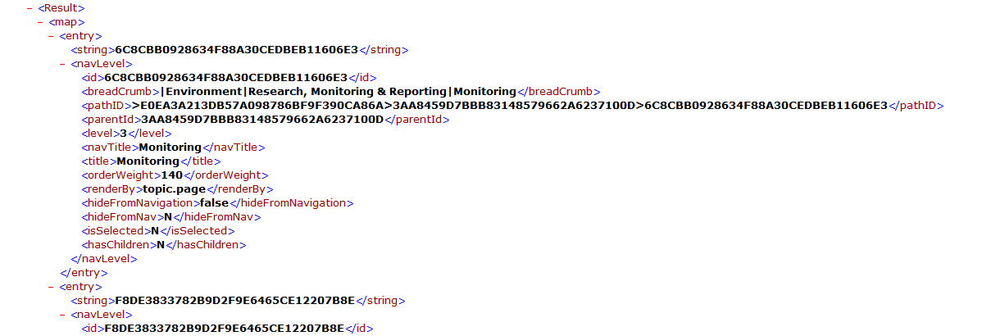 - <Result>
- <map>
- <entry>
<string>6C8CBB0928634F88A30CEDBEB11606E3</string>
- <navLevel>
<id>6C8CBB0928634F88A30CEDBEB11606E3</id>
<breadCrumb>|Environment|Research, Monitoring & Reporting|Monitoring</breadCrumb>
<pathID>>E0EA3A213DB57A098786BF9F390CA86A>3AA8459D7BBB83148579662A6237100D>6C8CBB0928634F88A30CEDBEB11606E3</pathID>
<parentId>3AA8459D7BBB83148579662A6237100D</parentId>
<level>3</level>
<navTitle>Monitoring</navTitle>
<title>Monitoring</title>
<orderWeight>140</orderWeight>
<renderBy>topic.page</renderBy>
<hideFromNavigation>false</hideFromNavigation>
<hideFromNav>N</hideFromNav>
<isSelected>N</isSelected>
<hasChildren>N</hasChildren>
</navLevel>
</entry>
- <entry>
<string>F8DE3833782B9D2F9E6465CE12207B8E</string>
- <navLevel>
<id>F8DE3833782B9D2F9E6465CE12207B8E</id>